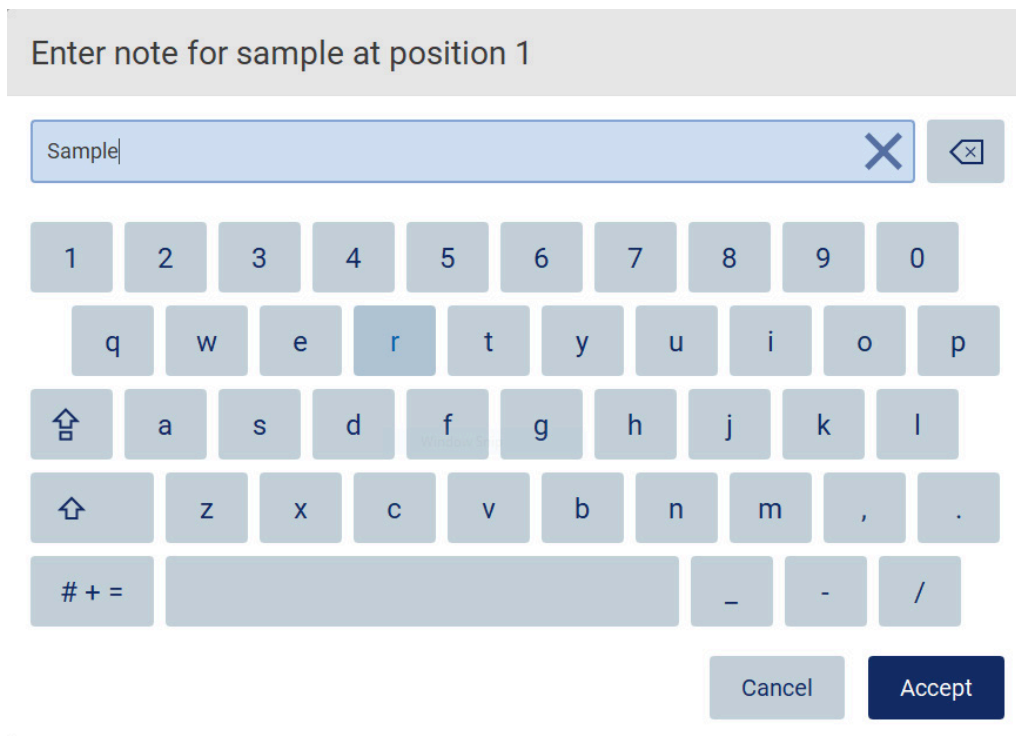 Enter note for sample at position 1
Sample
1 2 3 4 5 6 7 8 9 0
q w e r t y u i o p
a s d f g h j k l
z x c v b n m , .
# + = _ - /
Cancel Accept